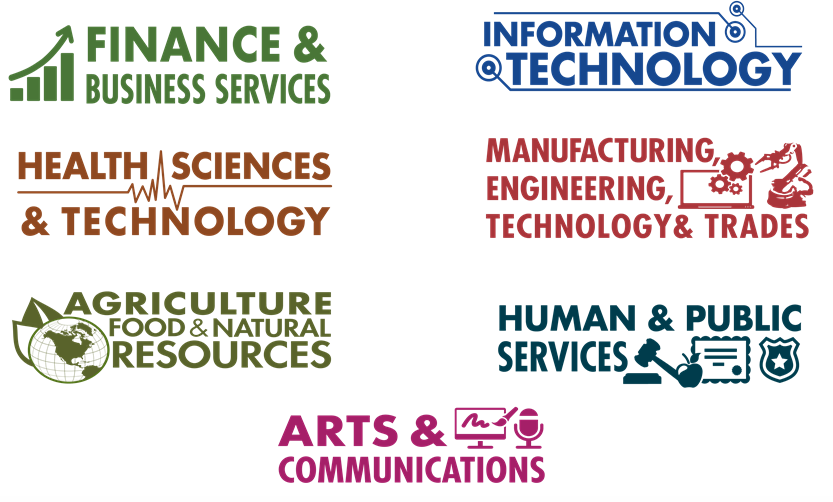 FINANCE &
BUSINESS SERVICES
INFORMATION
TECHNOLOGY
HEALTH SCIENCES
& TECHNOLOGY
MANUFACTURING,
ENGINEERING,
TECHNOLOGY& TRADES
AGRICULTURE
FOOD & NATURAL
RESOURCES
HUMAN & PUBLIC
SERVICES
ARTS &
COMMUNICATIONS